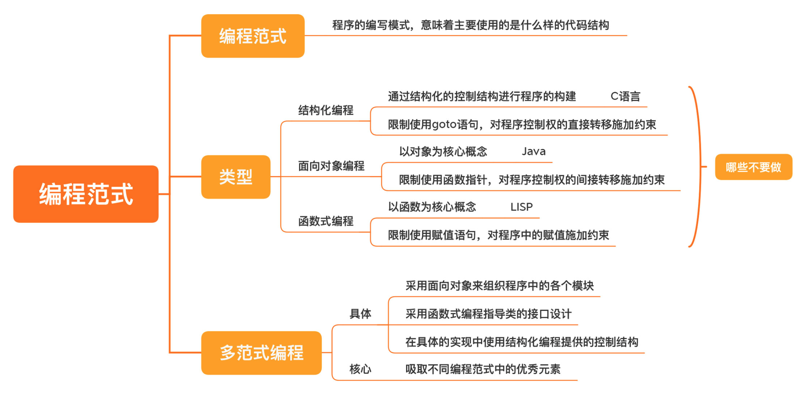 编程范式
编程范式
程序的编写模式，意味着主要使用的是什么样的代码结构
类型
结构化编程
通过结构化的控制结构进行程序的构建 C语言
限制使用goto语句，对程序控制权的直接转移施加约束
面向对象编程
以对象为核心概念 Java
限制使用函数指针，对程序控制权的间接转移施加约束
函数式编程
以函数为核心概念 LISP
限制使用赋值语句，对程序中的赋值施加约束
哪些不要做
多范式编程
具体
采用面向对象来组织程序中的各个模块
采用函数式编程指导类的接口设计
在具体的实现中使用结构化编程提供的控制结构
核心
吸取不同编程范式中的优秀元素